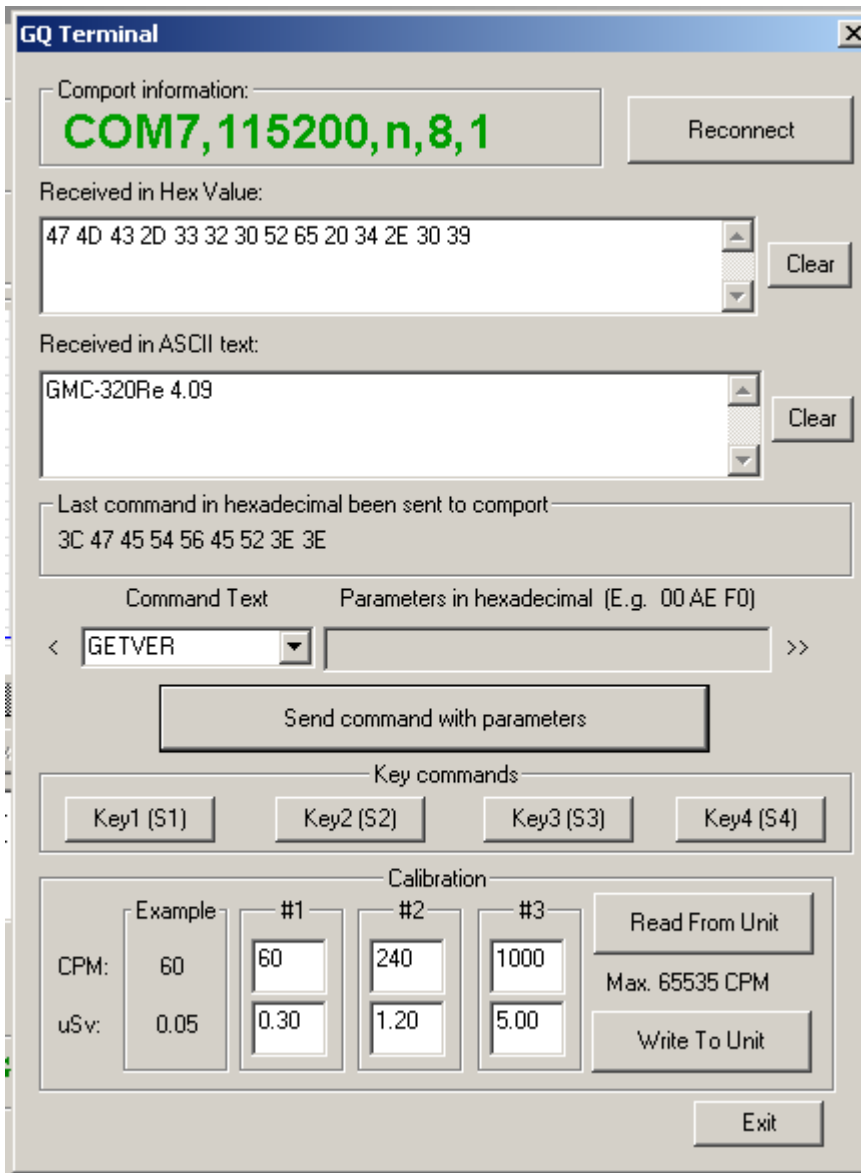 GQ Terminal
Comport information:
COM7,115200,n,8,1
Reconnect
Received in Hex Value:
47 4D 43 2D 33 32 30 52 65 20 34 2E 30 39
Clear
Received in ASCII text:
GMC-320Re 4.09
Clear
Last command in hexadecimal been sent to comport
3C 47 45 54 56 45 52 3E 3E
Command Text Parameters in hexadecimal (E.g. 00 AE F0)
< GETVER >>
Send command with parameters
Key commands
Key1 (S1) Key2 (S2) Key3 (S3) Key4 (S4)
Calibration
Example #1 #2 #3
Read From Unit
CPM: 60 60 240 1000
Max. 65535 CPM
uSv: 0.05 0.30 1.20 5.00
Write To Unit
Exit